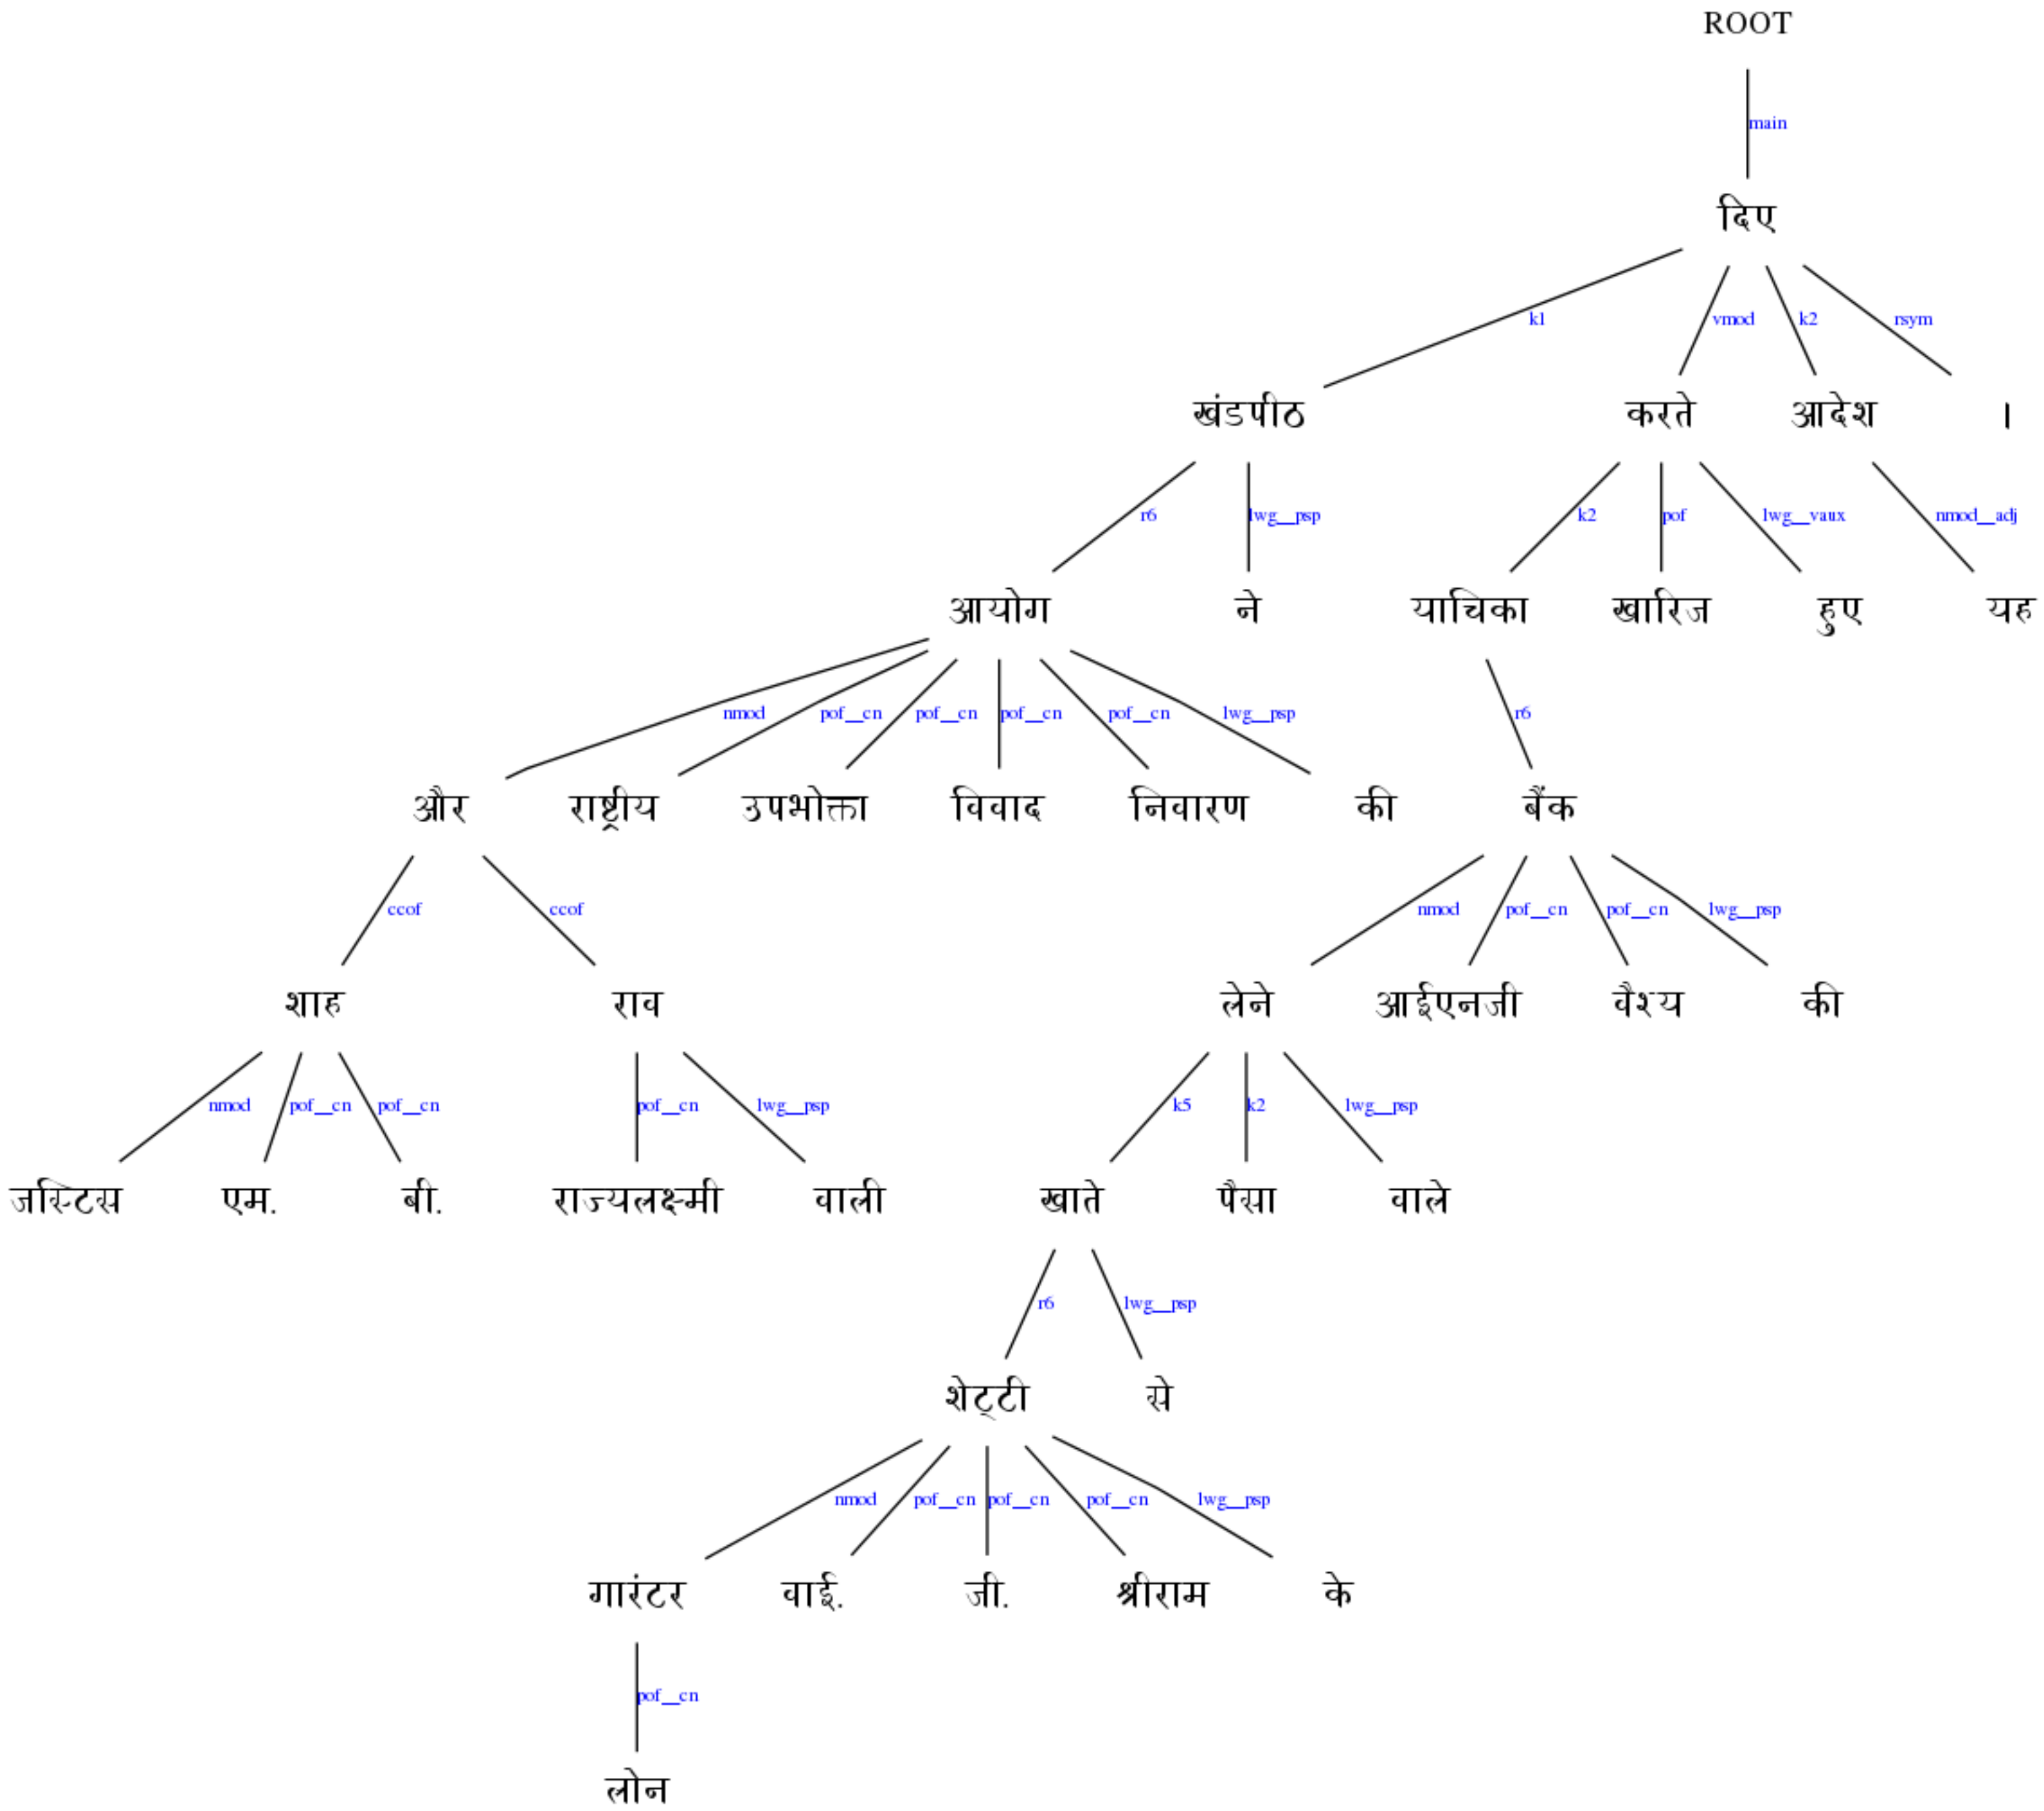 ROOT
main
दिए
k1 vmod k2 rsym
खंडपीठ करते आदेश ।
r6 lwg__psp k2 pof lwg__vaux nmod__adj
आयोग ने याचिका खारिज हुए यह
nmod pof__cn pof__cn pof__cn pof__cn lwg__psp r6
और राष्ट्रीय उपभोक्ता विवाद निवारण की बैंक
ccof ccof nmod pof__cn pof__cn lwg__psp
शाह राव लेने आईएनजी वैश्य की
nmod pof__cn pof__cn pof__cn lwg__psp k5 k2 lwg__psp
जस्टिस एम. बी. राज्यलक्ष्मी वाली खाते पैसा वाले
r6 lwg__psp
शेट्टी से
nmod pof__cn pof__cn pof__cn lwg__psp
गारंटर वाई. जी. श्रीराम के
pof__cn
लोन